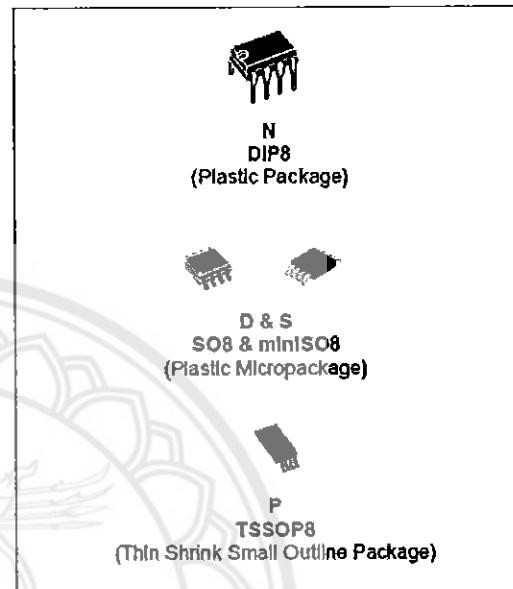 N
DIP8
(Plastic Package)
D & S
SO8 & miniSO8
(Plastic Micropackage)
P
TSSOP8
(Thin Shrink Small Outline Package)